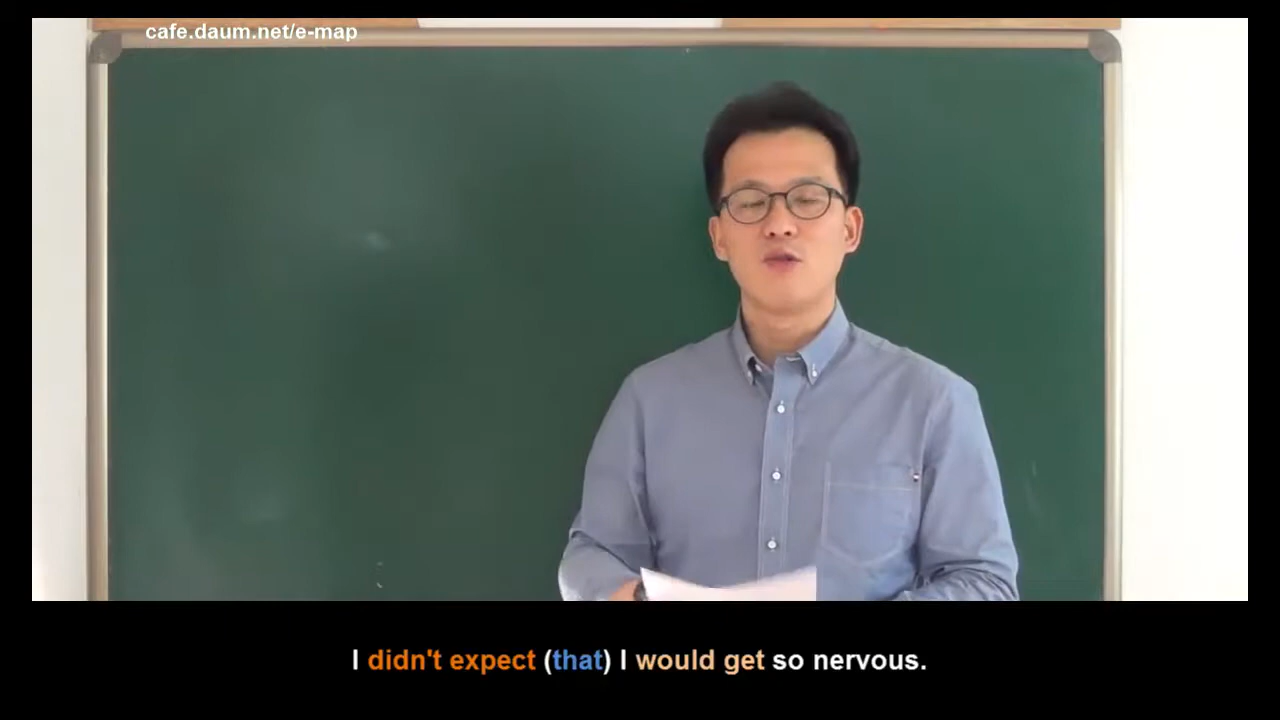 cafe.daum.net/e-map
I didn't expect (that) I would get so nervous.